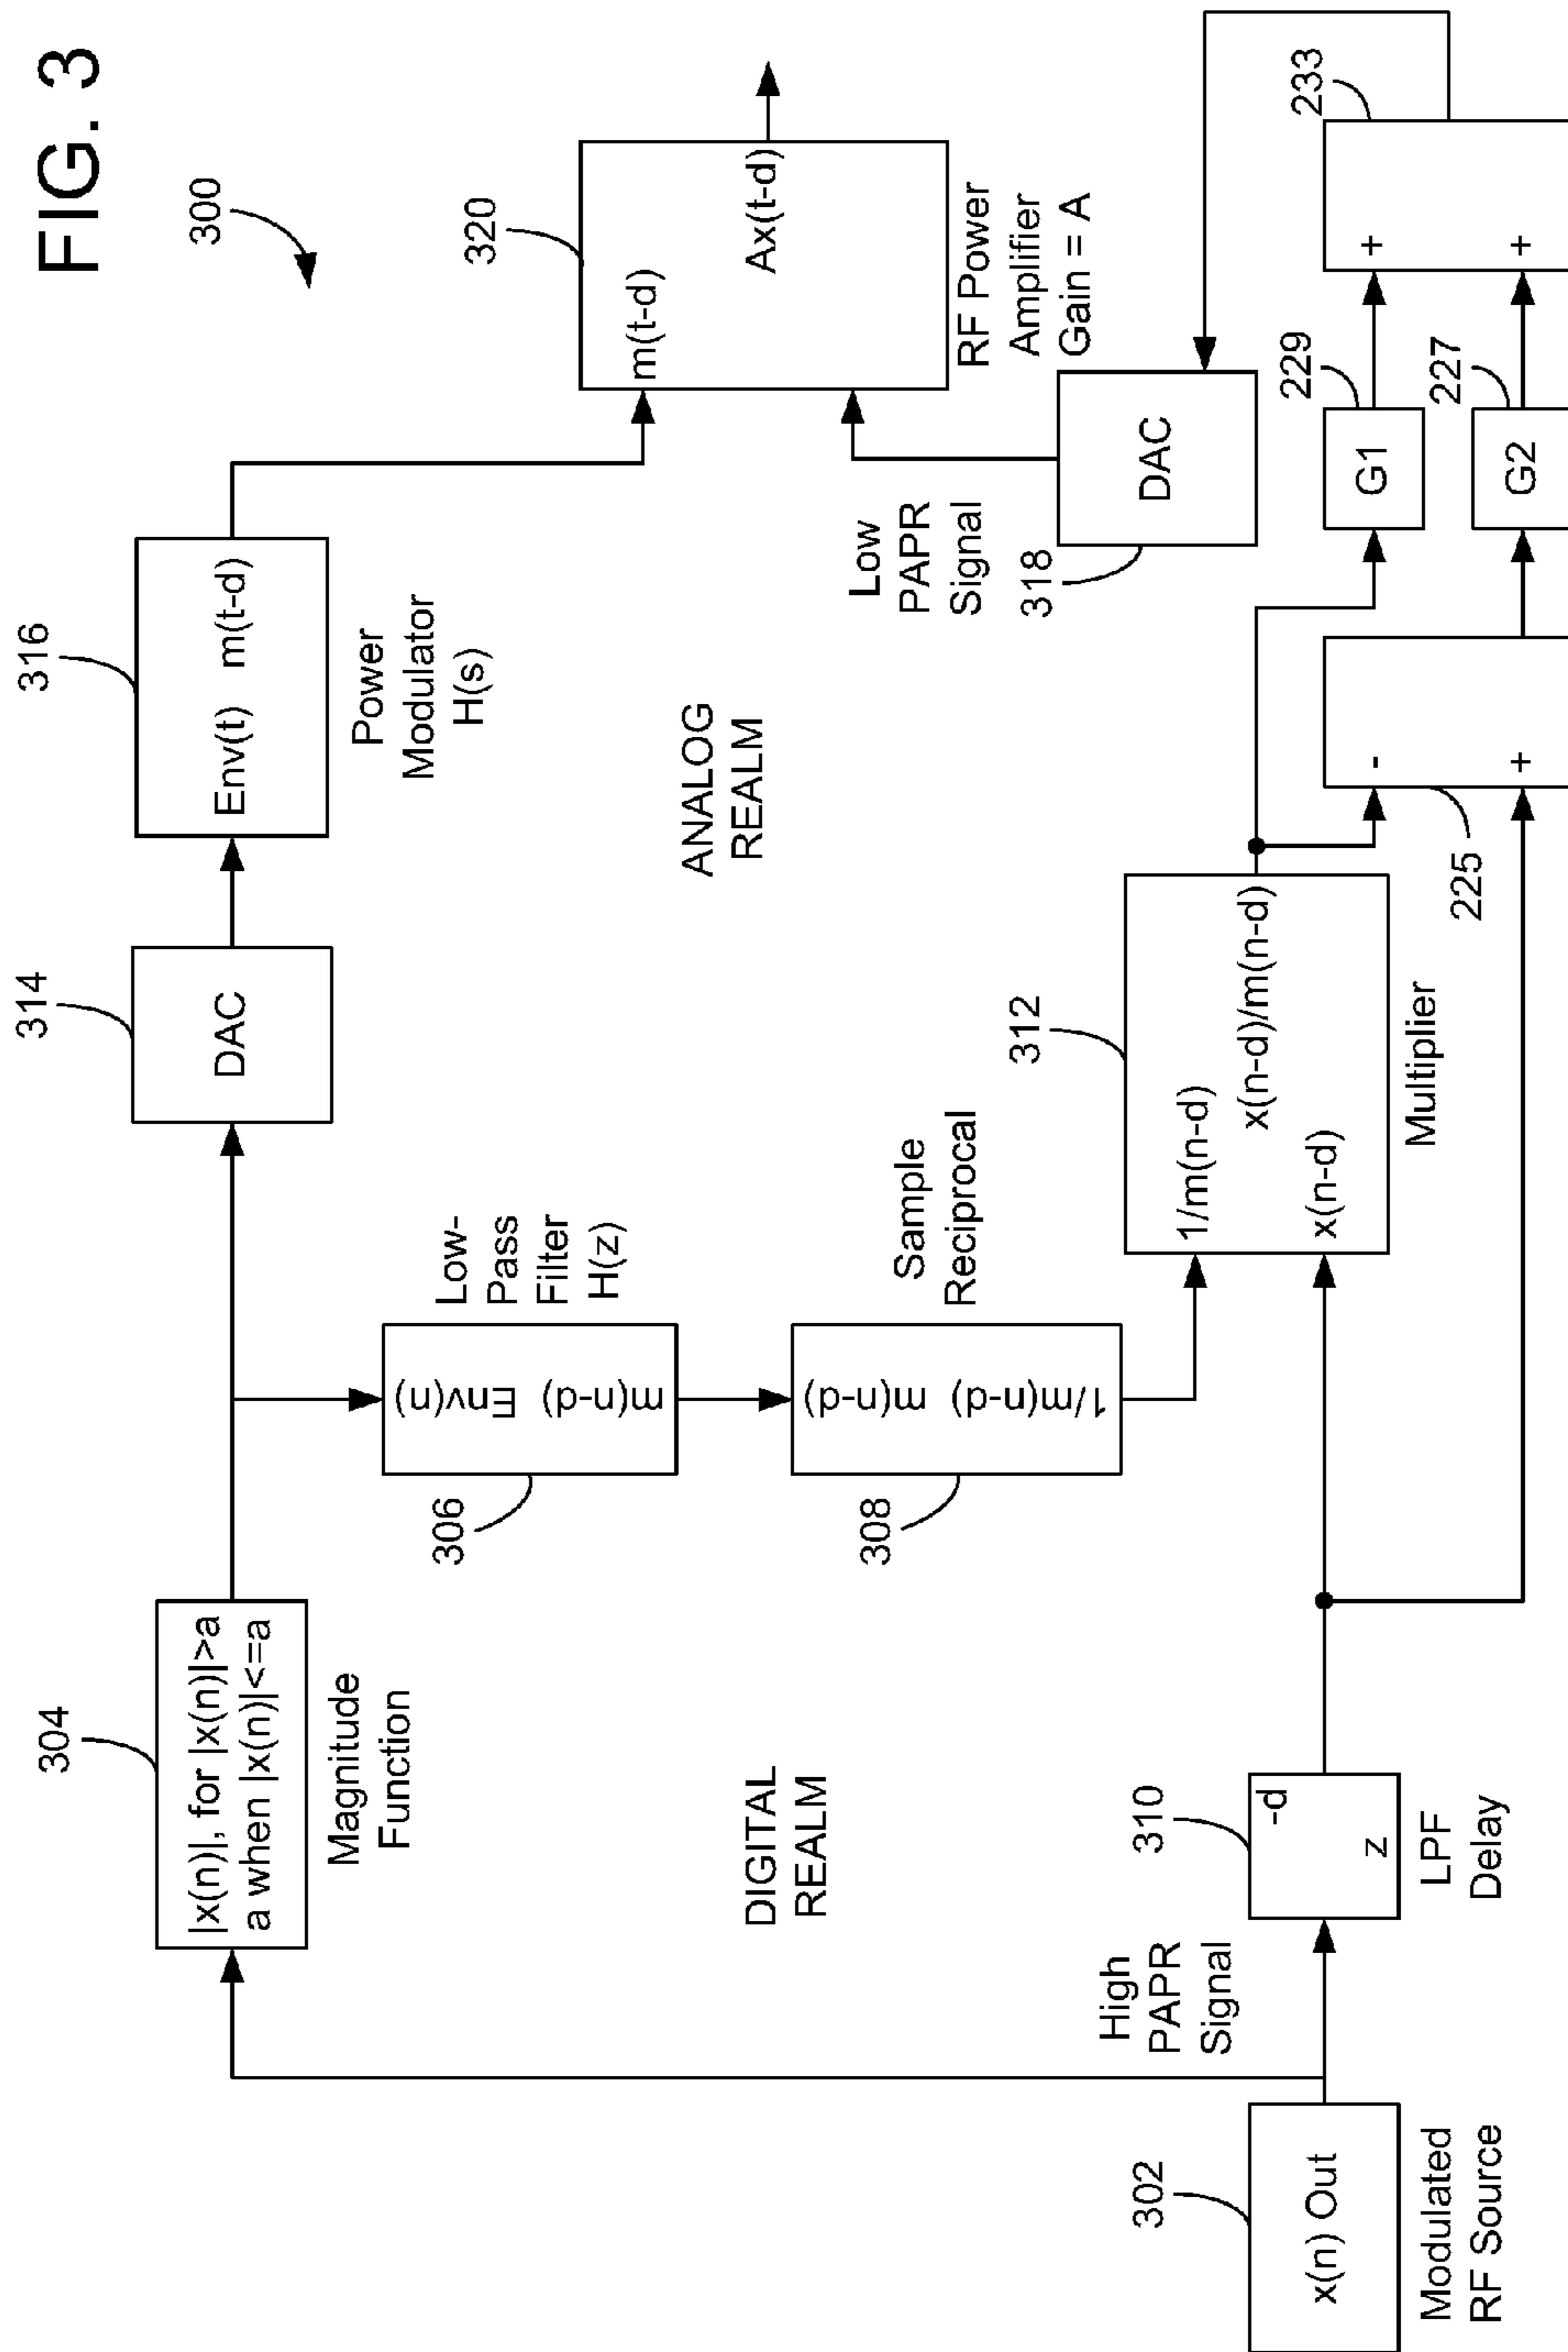 FIG. 3
300
304
|x(n)|, for |x(n)|>a
a when |x(n)|<=a
Magnitude
Function
314
DAC
316
Env(t) m(t-d)
Power
Modulator
H(s)
306
Env(n)
m(n-d)
Low-
Pass
Filter
H(z)
308
m(n-d)
1/m(n-d)
Sample
Reciprocal
320
m(t-d)
Ax(t-d)
RF Power
Amplifier
Gain = A
DIGITAL
REALM
ANALOG
REALM
Low
PAPR
Signal
318
DAC
302
x(n) Out
Modulated
RF Source
High
PAPR
Signal
310
z
-d
LPF
Delay
312
1/m(n-d)
x(n-d)/m(n-d)
x(n-d)
Multiplier
225
-
+
229
G1
227
G2
233
+
+